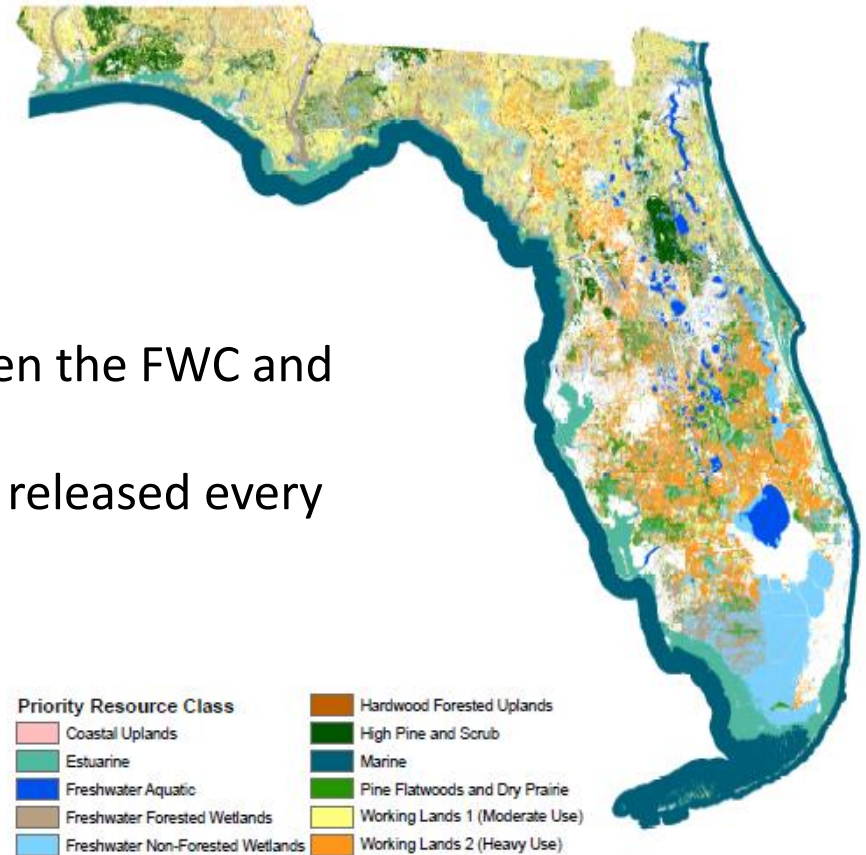 en the FWC and
released every
Priority Resource Class
Coastal Uplands
Estuarine
Freshwater Aquatic
Freshwater Forested Wetlands
Freshwater Non-Forested Wetlands
Hardwood Forested Uplands
High Pine and Scrub
Marine
Pine Flatwoods and Dry Prairie
Working Lands 1 (Moderate Use)
Working Lands 2 (Heavy Use)